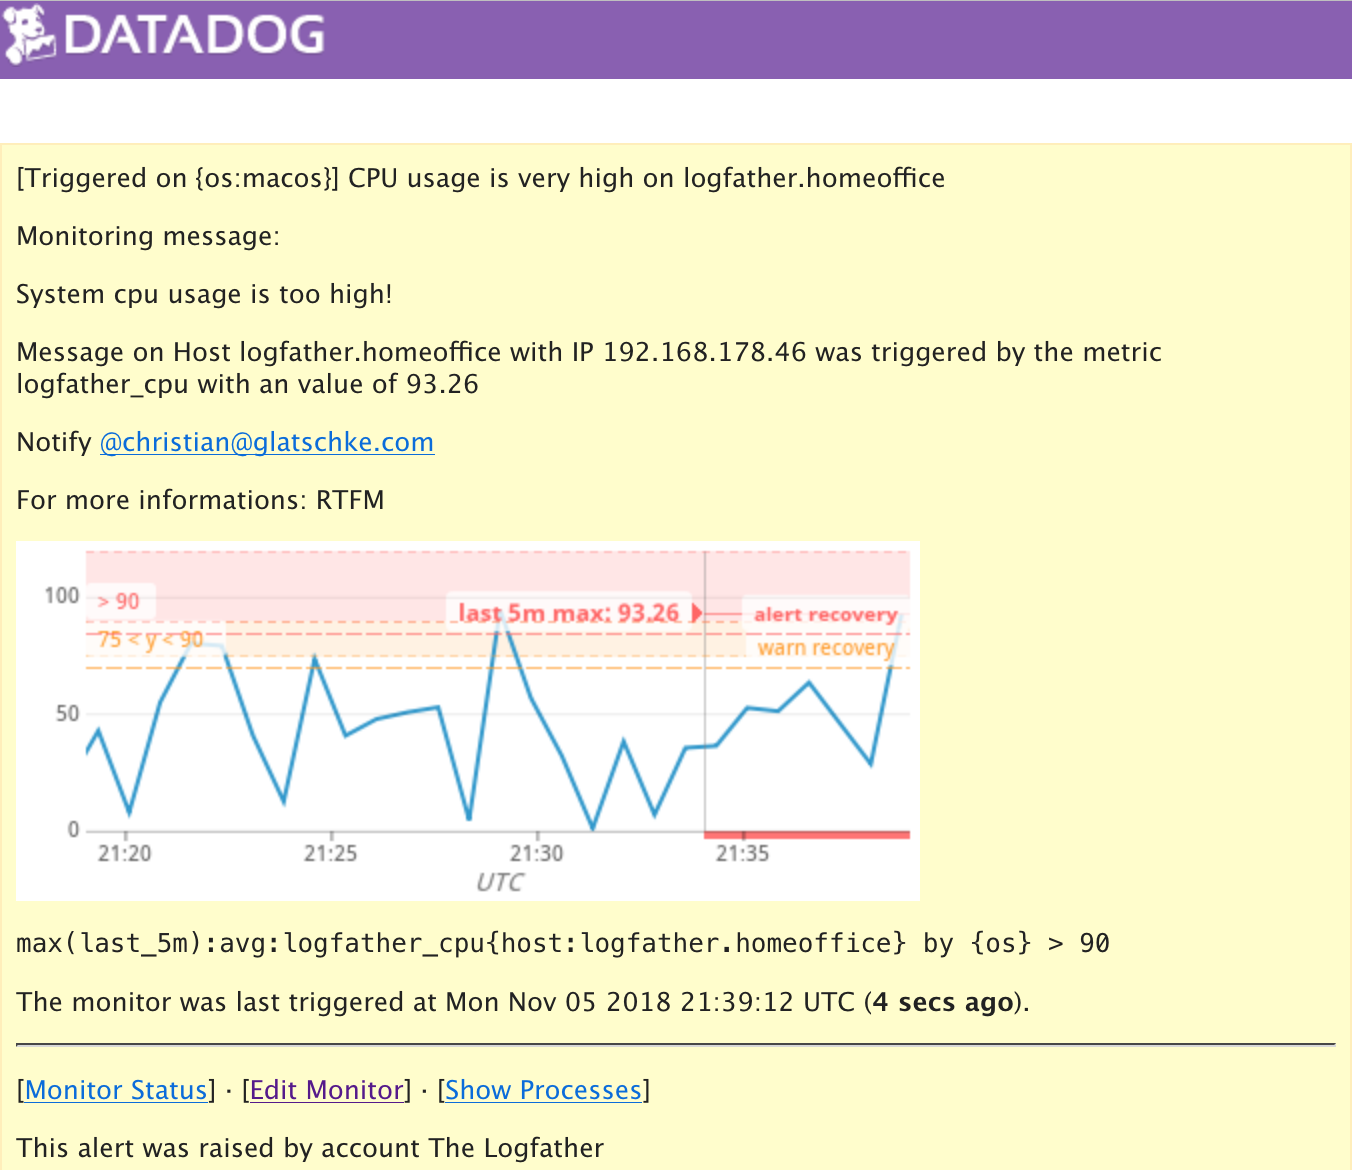 DATADOG
[Triggered on {os:macos}] CPU usage is very high on logfather.homeoffice
Monitoring message:
System cpu usage is too high!
Message on Host logfather.homeoffice with IP 192.168.178.46 was triggered by the metric
logfather_cpu with an value of 93.26
Notify @christian@glatschke.com
For more informations: RTFM
100
> 90
last 5m max: 93.26
alert recovery
75 < y < 90
warn recovery
50
0
21:20 21:25 21:30 21:35
UTC
max(last_5m):avg:logfather_cpu{host:logfather.homeoffice} by {os} > 90
The monitor was last triggered at Mon Nov 05 2018 21:39:12 UTC (4 secs ago).
[Monitor Status] · [Edit Monitor] · [Show Processes]
This alert was raised by account The Logfather